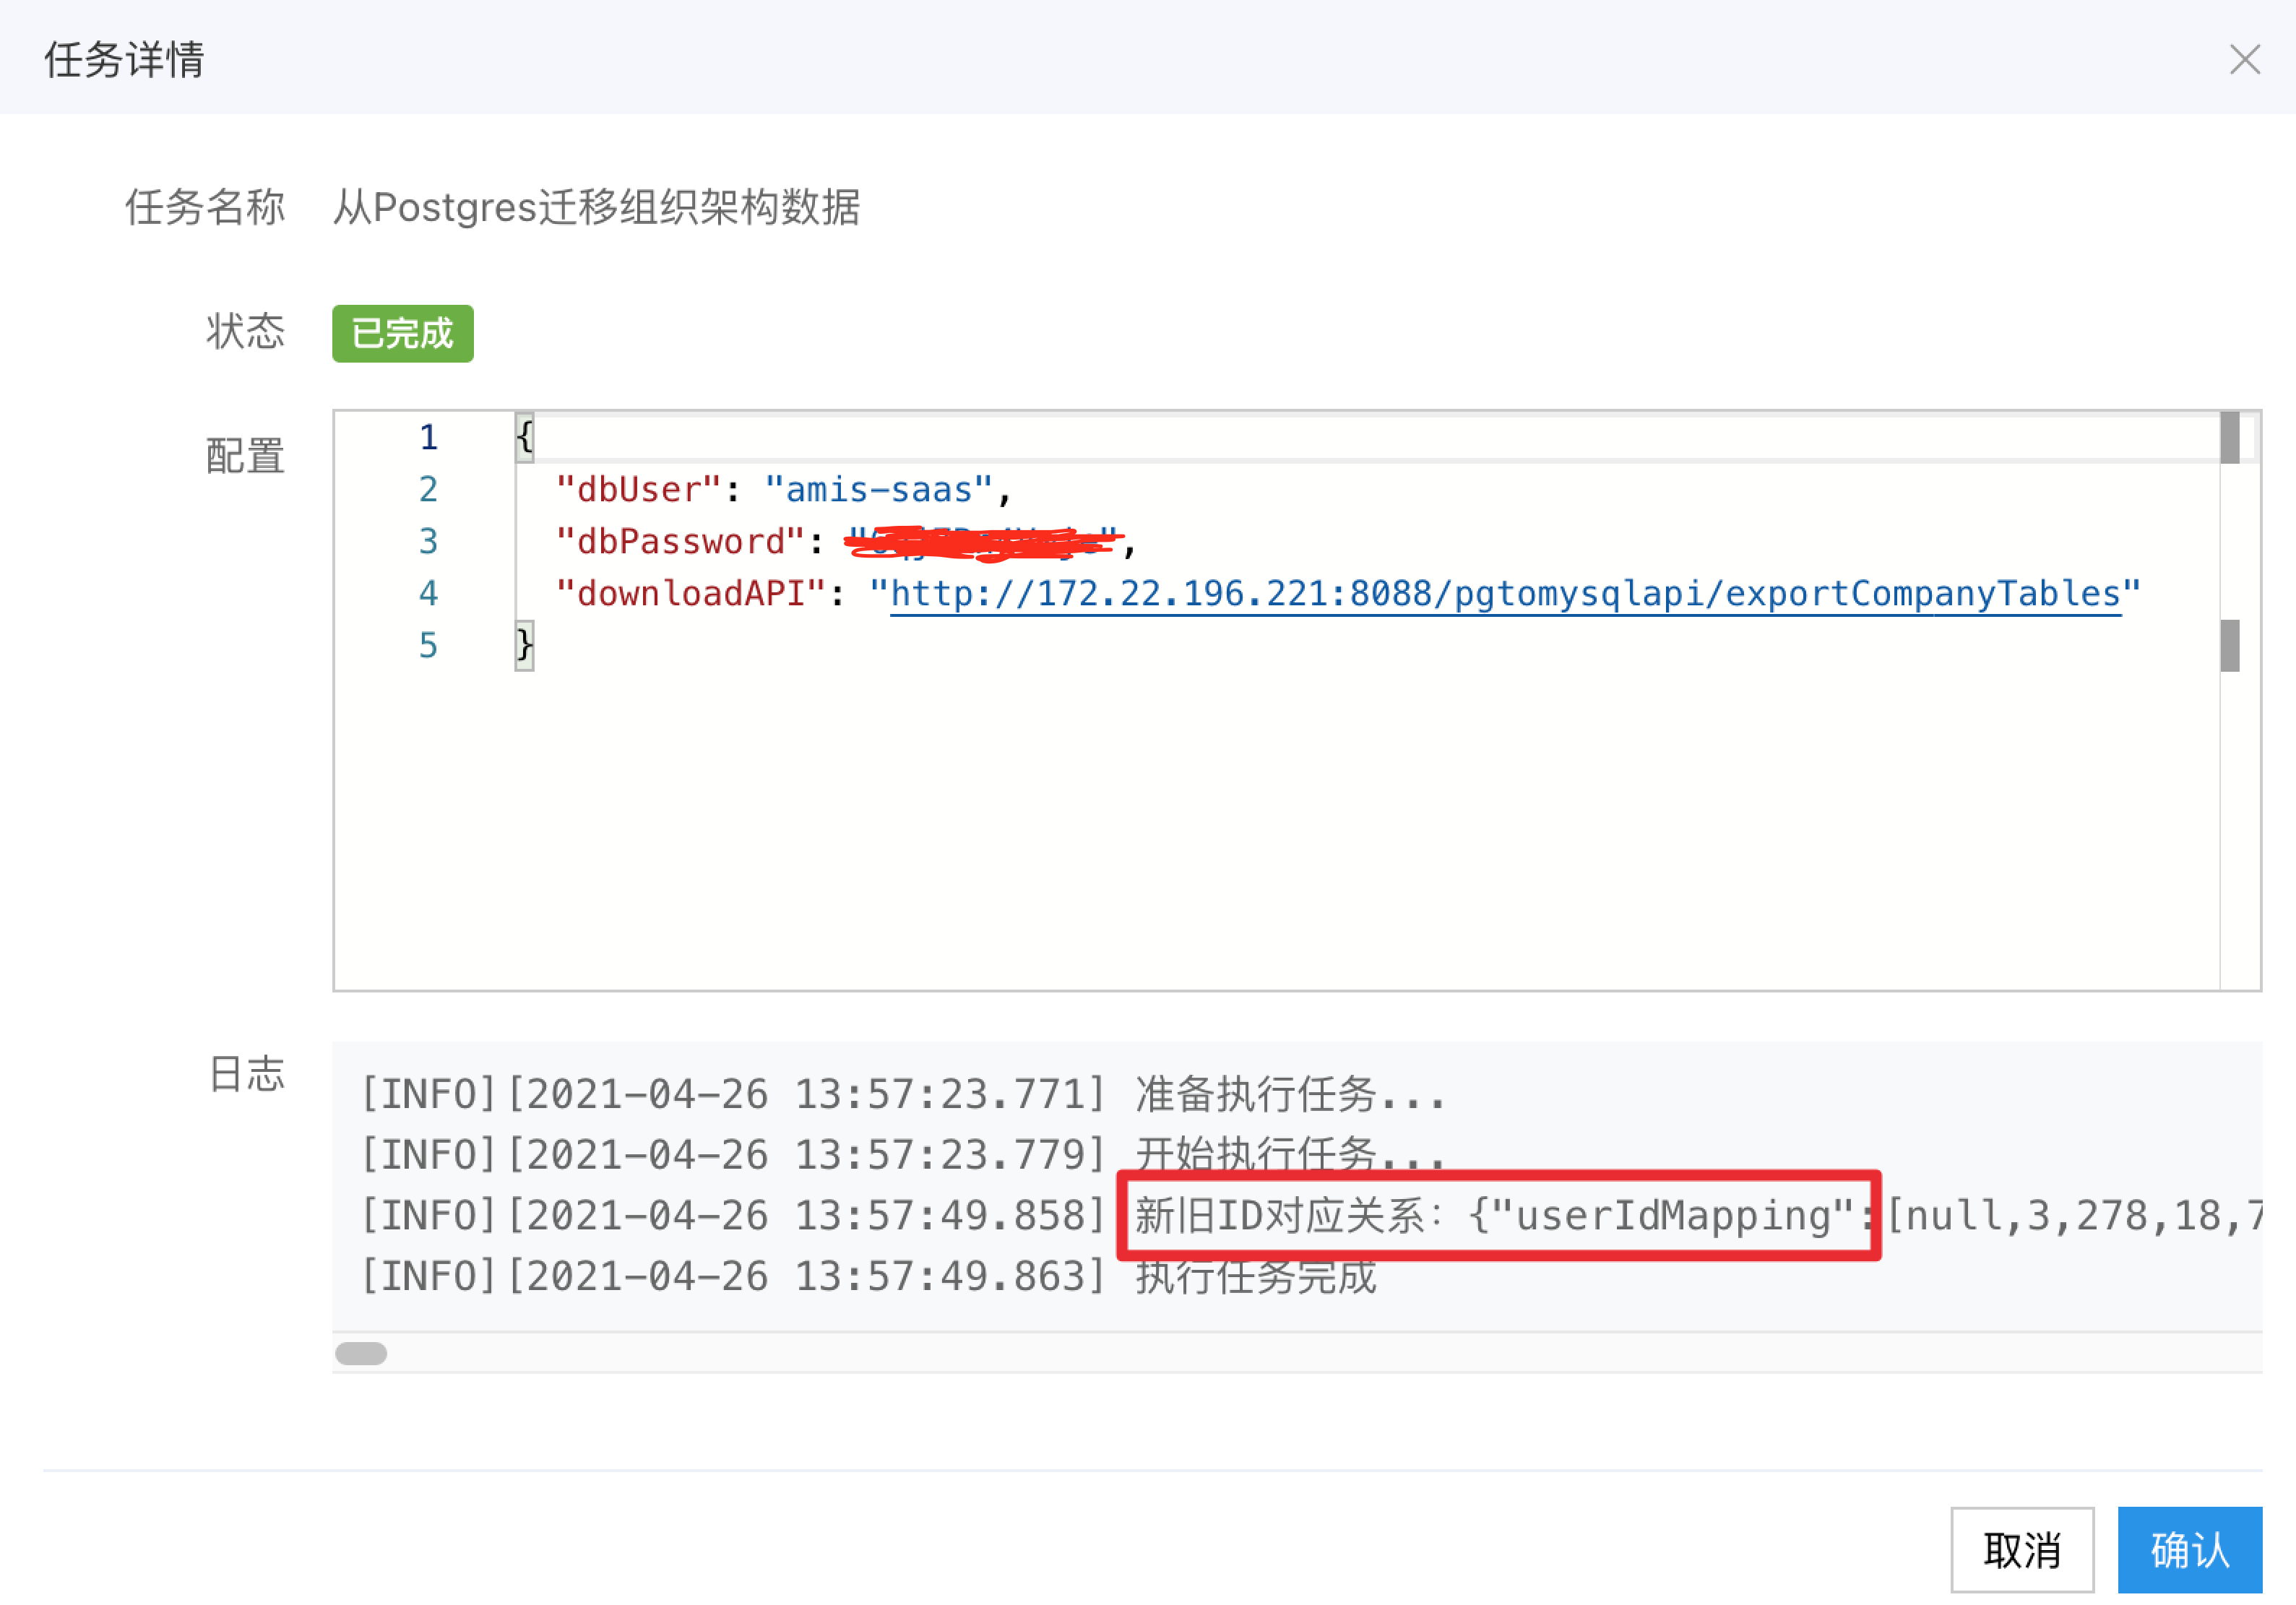 任务详情
任务名称 从Postgres迁移组织架构数据
状态 已完成
配置
1 {
2 "dbUser": "amis-saas",
3 "dbPassword": ,
4 "downloadAPI": "http://172.22.196.221:8088/pgtomysqlapi/exportCompanyTables"
5 }
日志
[INFO][2021-04-26 13:57:23.771] 准备执行任务...
[INFO][2021-04-26 13:57:23.779] 开始执行任务...
[INFO][2021-04-26 13:57:49.858] 新旧ID对应关系：{"userIdMapping":[null,3,278,18,7
[INFO][2021-04-26 13:57:49.863] 执行任务完成
取消 确认